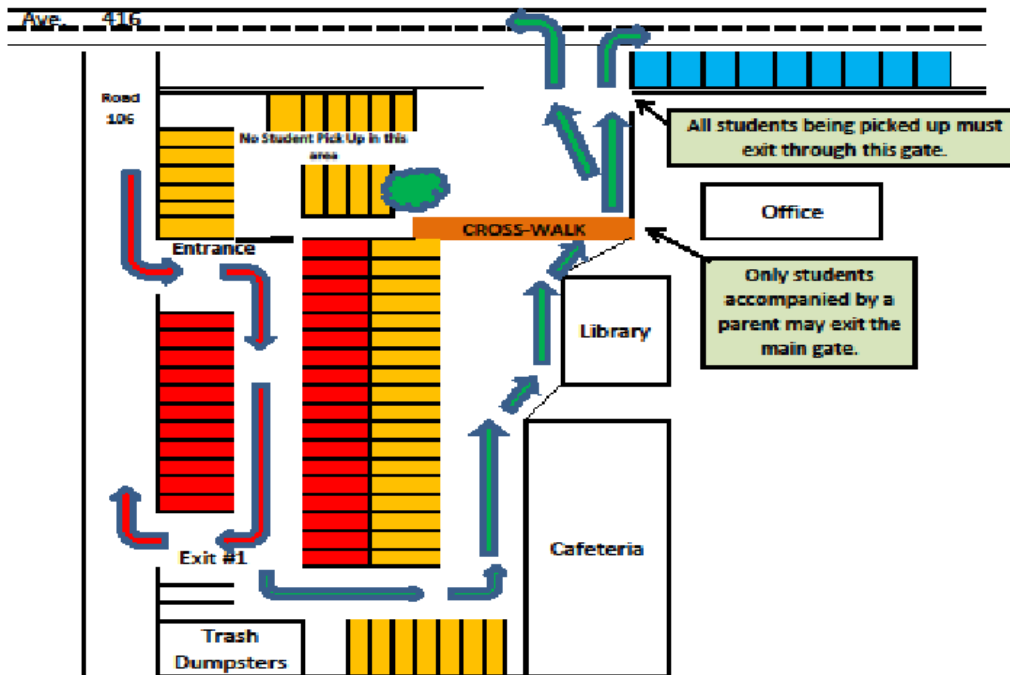 Ave. 416
Road
106
No Student Pick Up in this
area
All students being picked up must
exit through this gate.
Office
CROSS-WALK
Entrance
Only students
accompanied by a
parent may exit the
main gate.
Library
Cafeteria
Exit #1
Trash
Dumpsters